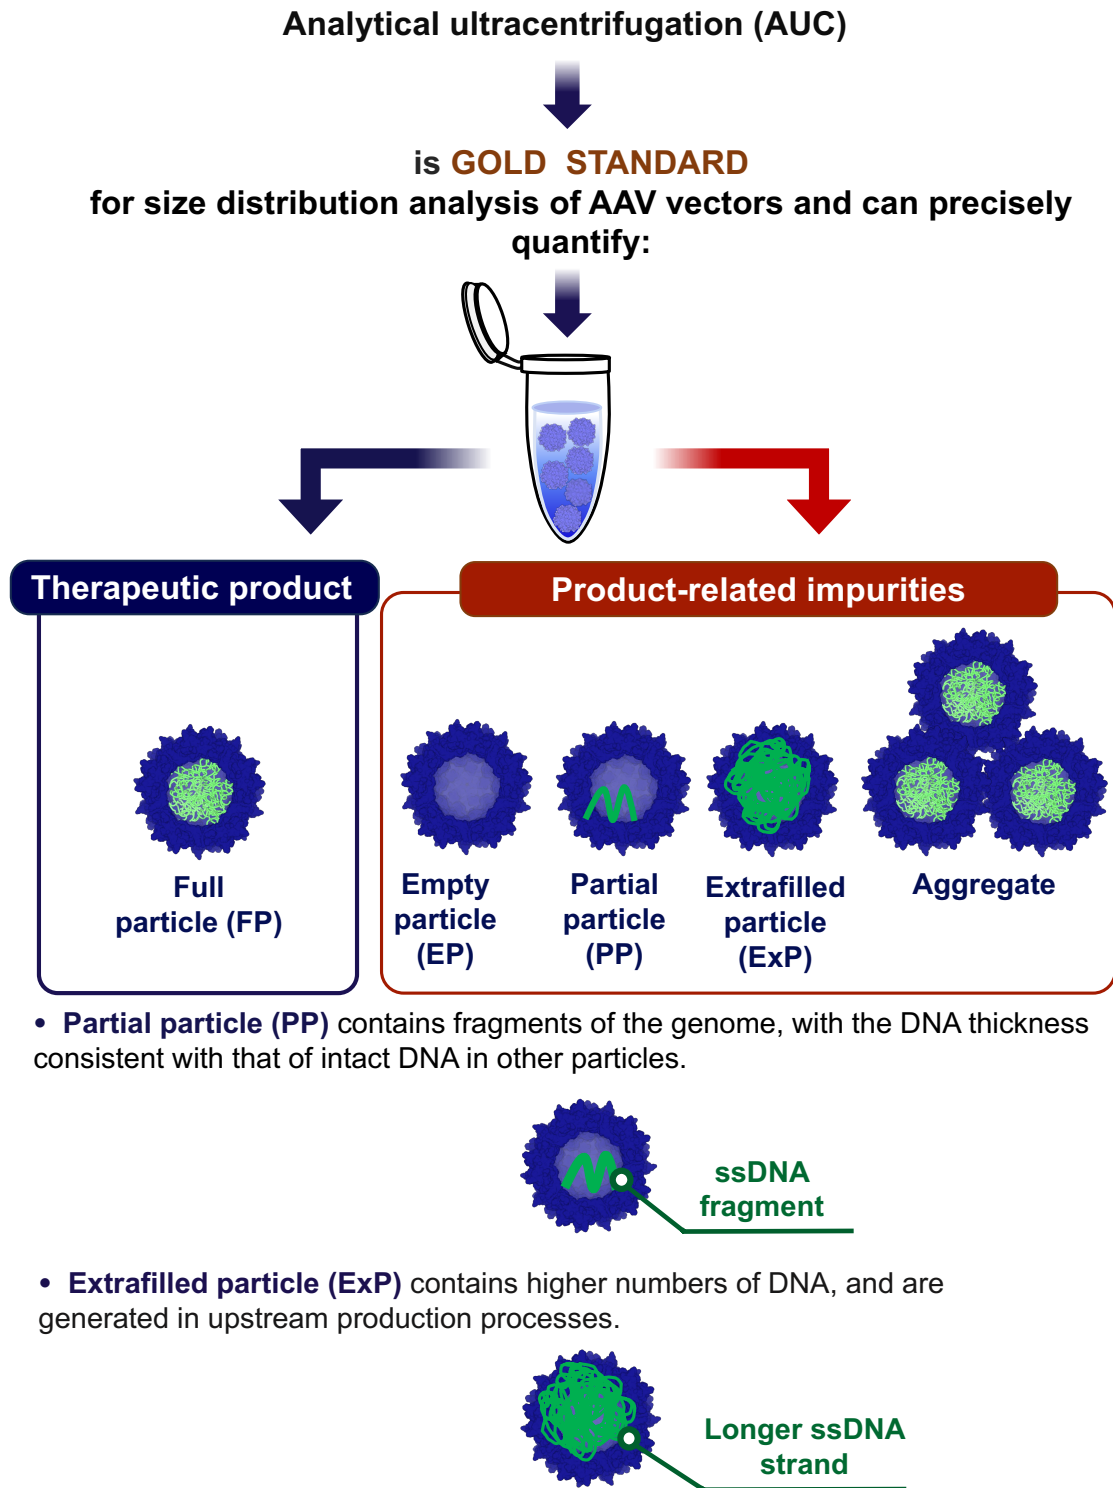 Analytical ultracentrifugation (AUC)
is GOLD STANDARD
for size distribution analysis of AAV vectors and can precisely
quantify:
Therapeutic product
Product-related impurities
Full
particle (FP)
Empty
particle
(EP)
Partial
particle
(PP)
Extrafilled
particle
(ExP)
Aggregate
• Partial particle (PP) contains fragments of the genome, with the DNA thickness
consistent with that of intact DNA in other particles.
ssDNA
fragment
• Extrafilled particle (ExP) contains higher numbers of DNA, and are
generated in upstream production processes.
Longer ssDNA
strand